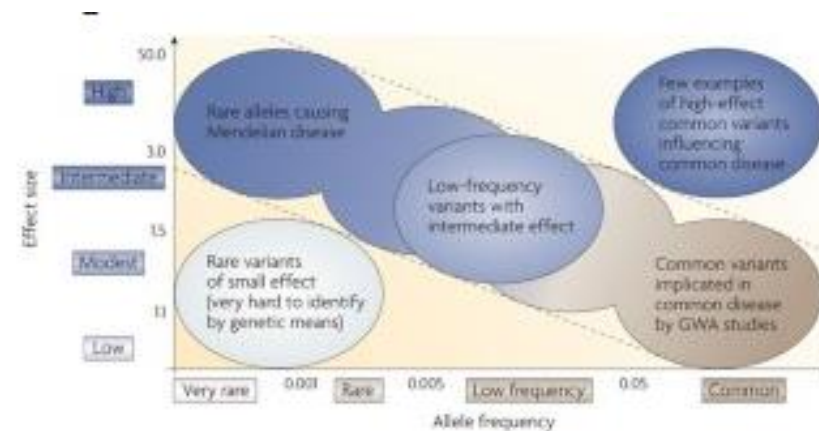 50.0
High
Rare alleles causing
Mendelian disease
Few examples
of high-effect
common variants
influencing
common disease
3.0
Intermediate
Low-frequency
variants with
intermediate effect
Effect size
1.5
Modest
Rare variants
of small effect
(very hard to identify
by genetic means)
Common variants
implicated in
common disease
by GWA studies
1.1
Low
Very rare
0.001
Rare
0.005
Low frequency
0.05
Common
Allele frequency